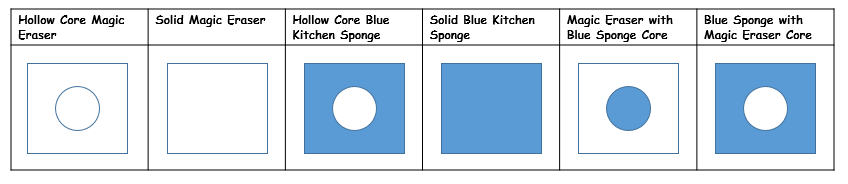 Hollow Core Magic
Eraser
Solid Magic Eraser
Hollow Core Blue
Kitchen Sponge
Solid Blue Kitchen
Sponge
Magic Eraser with
Blue Sponge Core
Blue Sponge with
Magic Eraser Core